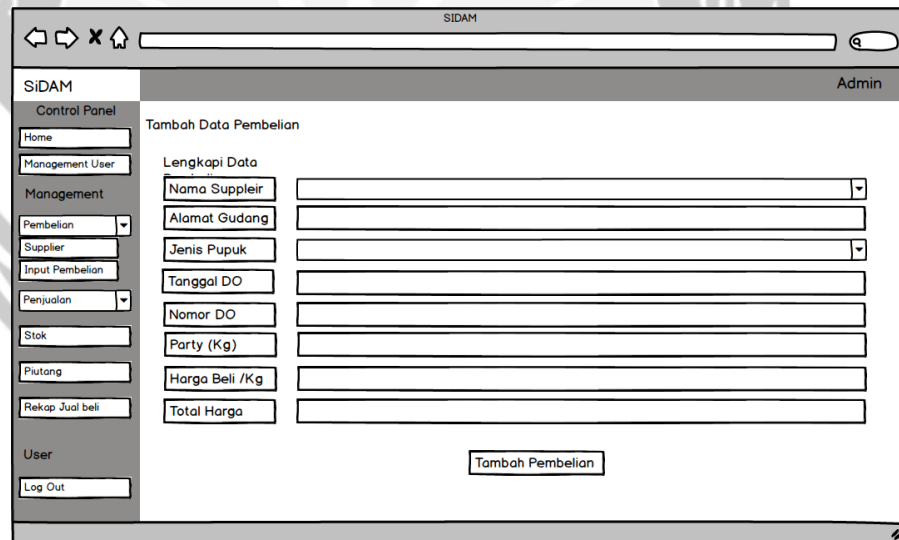 SIDAM
SiDAM
Admin
Control Panel
Home
Management User
Management
Pembelian
Supplier
Input Pembelian
Penjualan
Stok
Piutang
Rekap Jual beli
User
Log Out
Tambah Data Pembelian
Lengkapi Data
Nama Suppleir
Alamat Gudang
Jenis Pupuk
Tanggal DO
Nomor DO
Party (Kg)
Harga Beli /Kg
Total Harga
Tambah Pembelian